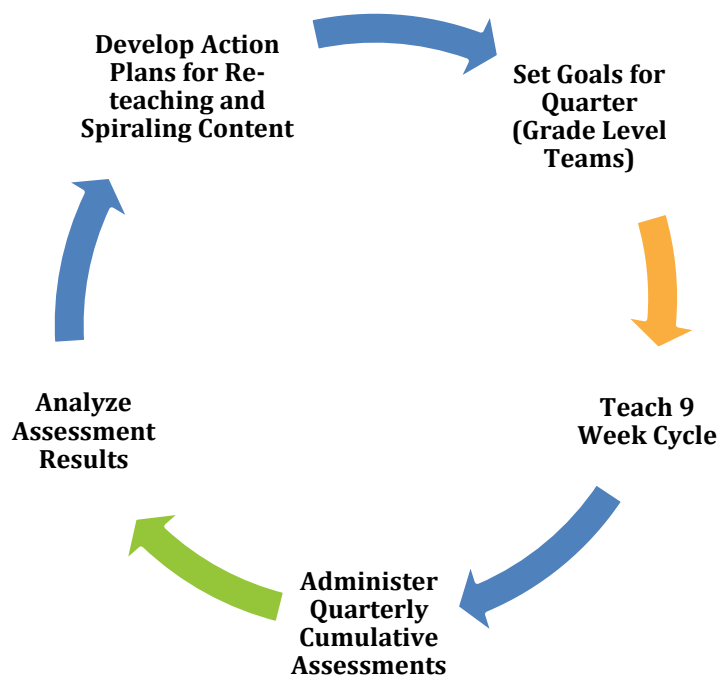 Develop Action
Plans for Re-
teaching and
Spiraling Content
Set Goals for
Quarter
(Grade Level
Teams)
Teach 9
Week Cycle
Administer
Quarterly
Cumulative
Assessments
Analyze
Assessment
Results